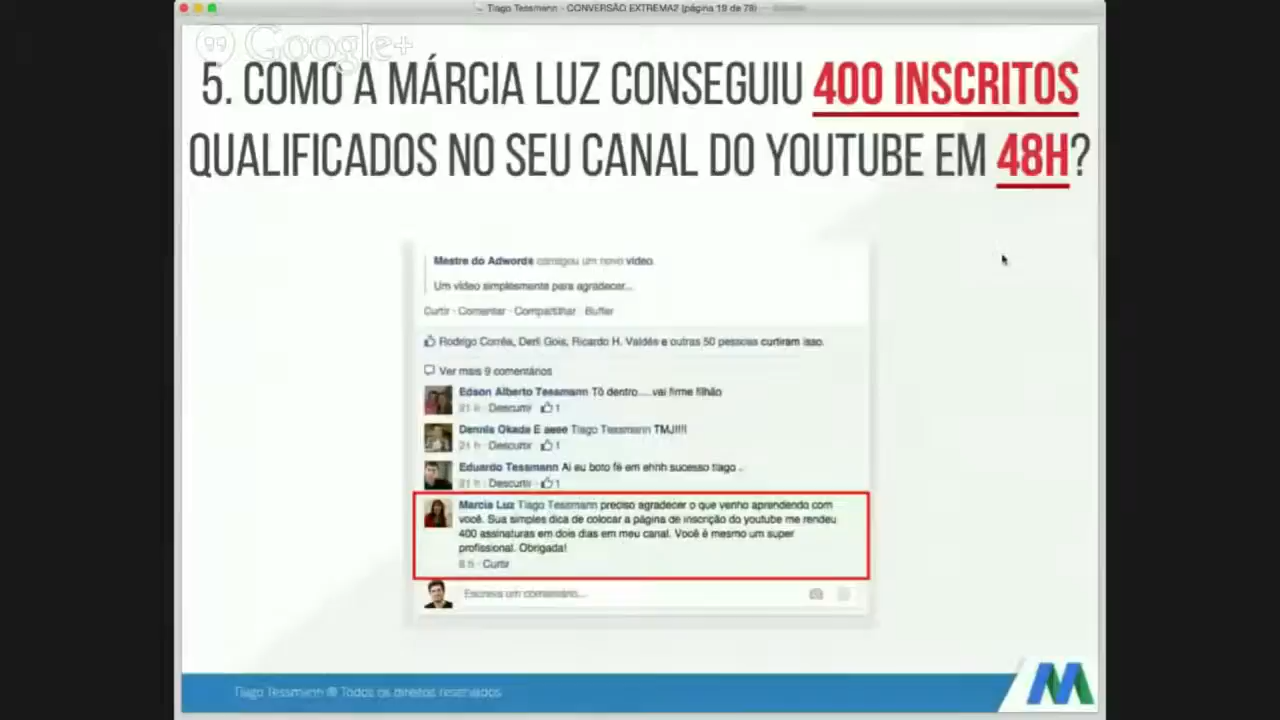 Tiago Tessmann - CONVERSÃO EXTREMA2 (página 19 de 78)
Google+
5. COMO A MÁRCIA LUZ CONSEGUIU 400 INSCRITOS
QUALIFICADOS NO SEU CANAL DO YOUTUBE EM 48H?
Mestre do Adwords carregou um novo vídeo.
Um vídeo simplesmente para agradecer...
Curtir · Comentar · Compartilhar · Buffer
Rodrigo Corrêa, Derli Gois, Ricardo H. Valdés e outras 50 pessoas curtiram isso.
Ver mais 9 comentários
Edson Alberto Tessmann Tô dentro.... vai firme filhão
21 h · Descurtir · 1
Dennis Okada E aeee Tiago Tessmann TMJ!!!!
21 h · Descurtir · 1
Eduardo Tessmann Ai eu boto fé em ehnh sucesso tiago ..
21 h · Descurtir · 1
Marcia Luz Tiago Tessmann preciso agradecer o que venho aprendendo com
você. Sua simples dica de colocar a página de inscrição do youtube me rendeu
400 assinaturas em dois dias em meu canal. Você é mesmo um super
profissional. Obrigada!
8 h · Curtir
Escreva um comentário...
Tiago Tessmann ® Todos os direitos reservados